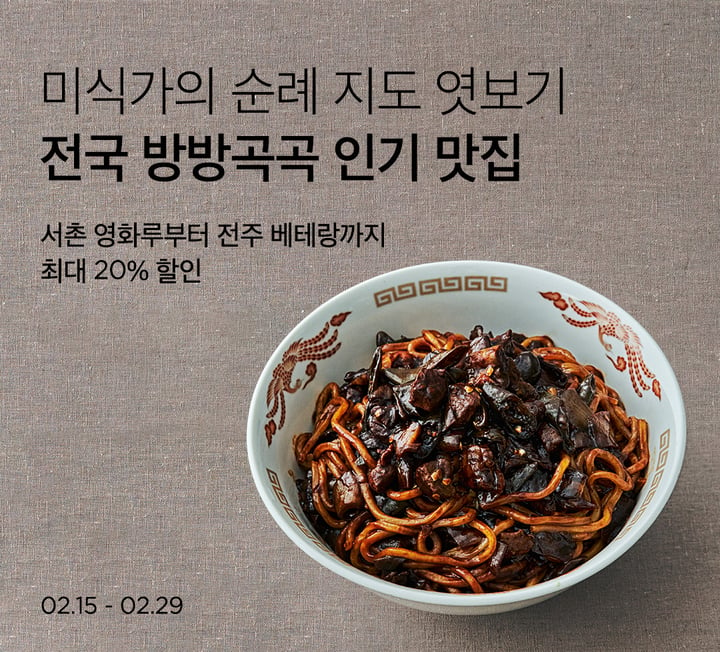 미식가의 순례 지도 엿보기
전국 방방곡곡 인기 맛집
서촌 영화루부터 전주 베테랑까지
최대 20% 할인
02.15 - 02.29